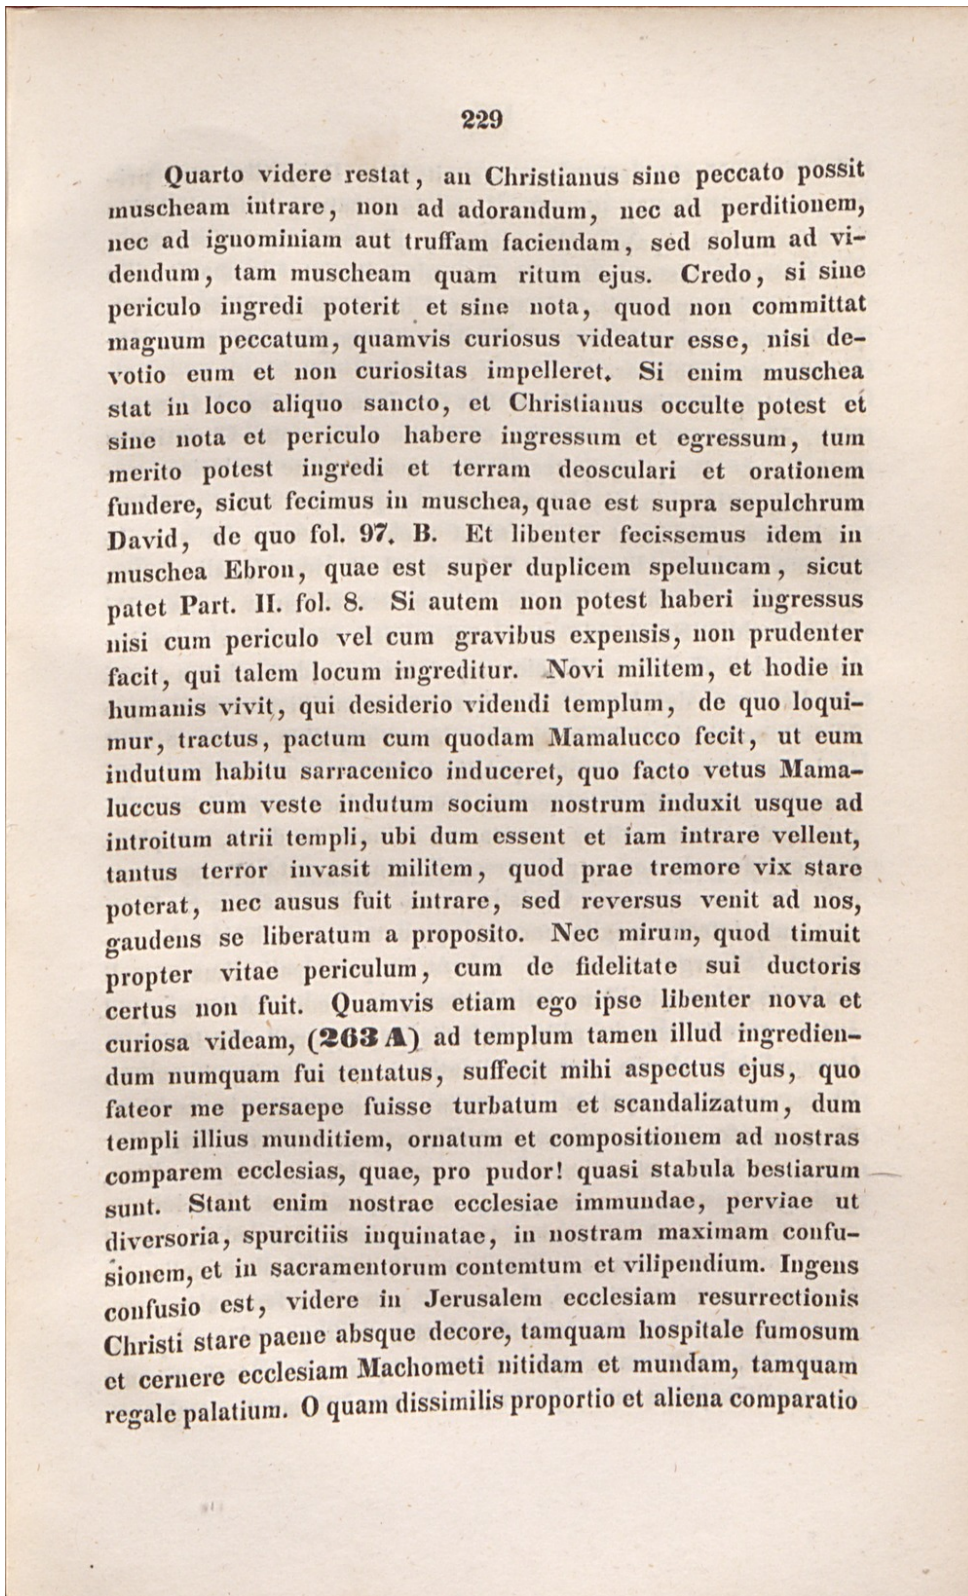 229
Quarto videre restat, an Christianus sine peccato possit
muscheam intrare, non ad adorandum, nec ad perditionem,
nec ad ignominiam aut truffam faciendam, sed solum ad vi-
dendum, tam muscheam quam ritum ejus. Credo, si sine
periculo ingredi poterit et sine nota, quod non committat
magnum peccatum, quamvis curiosus videatur esse, nisi de-
votio eum et non curiositas impelleret. Si enim muschea
stat in loco aliquo sancto, et Christianus occulte potest et
sine nota et periculo habere ingressum et egressum, tum
merito potest ingredi et terram deosculari et orationem
fundere, sicut fecimus in muschea, quae est supra sepulchrum
David, de quo fol. 97. B. Et libenter fecissemus idem in
muschea Ebron, quae est super duplicem speluncam, sicut
patet Part. II. fol. 8. Si autem non potest haberi ingressus
nisi cum periculo vel cum gravibus expensis, non prudenter
facit, qui talem locum ingreditur. Novi militem, et hodie in
humanis vivit, qui desiderio videndi templum, de quo loqui-
mur, tractus, pactum cum quodam Mamalucco fecit, ut eum
indutum habitu sarracenico induceret, quo facto vetus Mama-
luccus cum veste indutum socium nostrum induxit usque ad
introitum atrii templi, ubi dum essent et iam intrare vellent,
tantus terror invasit militem, quod prae tremore vix stare
poterat, nec ausus fuit intrare, sed reversus venit ad nos,
gaudens se liberatum a proposito. Nec mirum, quod timuit
propter vitae periculum, cum de fidelitate sui ductoris
certus non fuit. Quamvis etiam ego ipse libenter nova et
curiosa videam, (263 A) ad templum tamen illud ingredien-
dum numquam fui tentatus, suffecit mihi aspectus ejus, quo
fateor me persaepe fuisse turbatum et scandalizatum, dum
templi illius munditiem, ornatum et compositionem ad nostras
comparem ecclesias, quae, pro pudor! quasi stabula bestiarum
sunt. Stant enim nostrae ecclesiae immundae, perviae ut
diversoria, spurcitiis inquinatae, in nostram maximam confu-
sionem, et in sacramentorum contemtum et vilipendium. Ingens
confusio est, videre in Jerusalem ecclesiam resurrectionis
Christi stare paene absque decore, tamquam hospitale fumosum
et cernere ecclesiam Machometi nitidam et mundam, tamquam
regale palatium. O quam dissimilis proportio et aliena comparatio